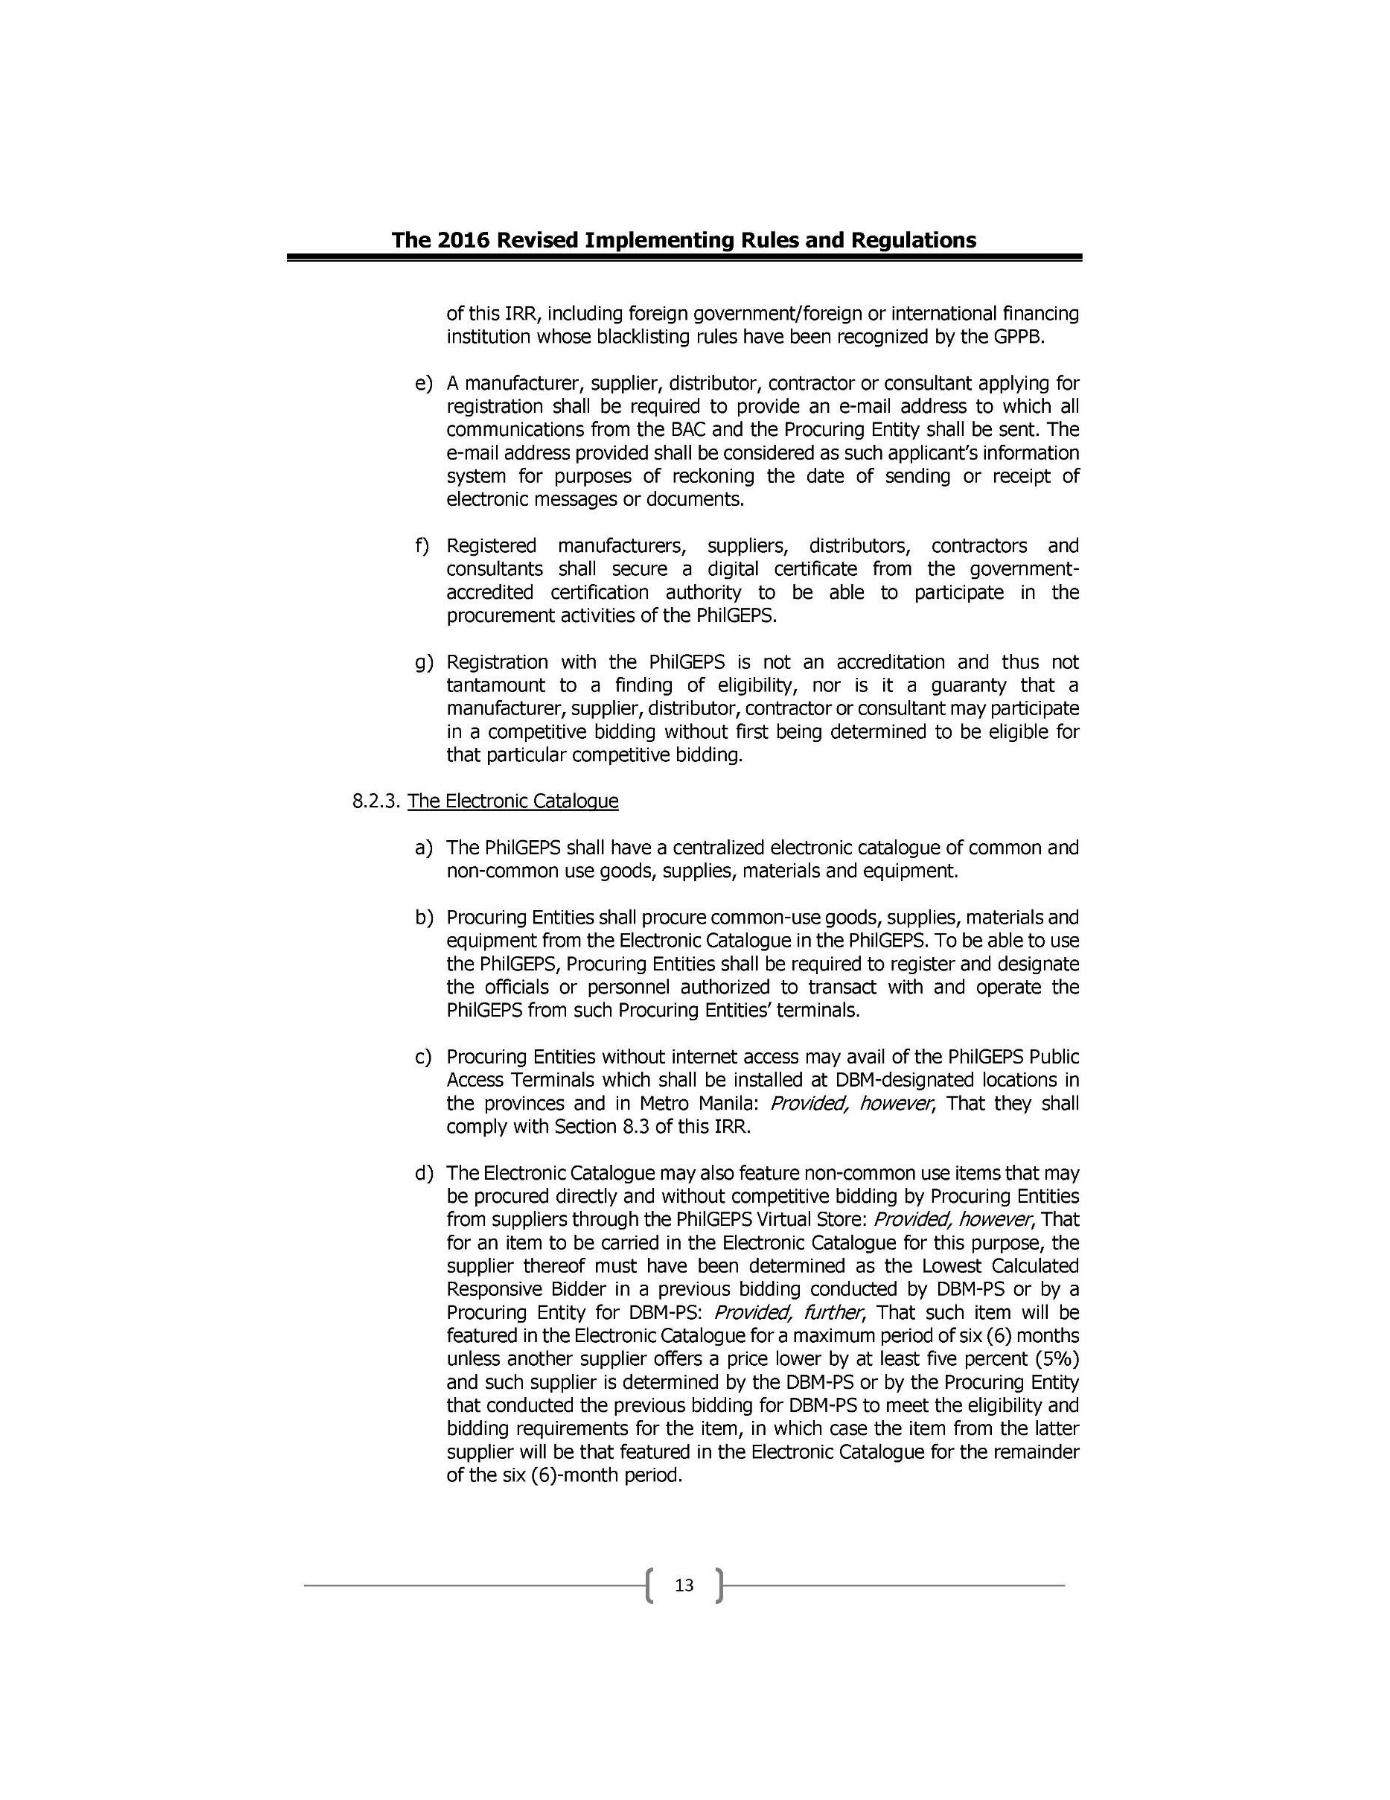 The 2016 Revised Implementing Rules and Regulations
of this IRR, including foreign government/foreign or international financing
institution whose blacklisting rules have been recognized by the GPPB.
e) A manufacturer, supplier, distributor, contractor or consultant applying for
registration shall be required to provide an e-mail address to which all
communications from the BAC and the Procuring Entity shall be sent. The
e-mail address provided shall be considered as such applicant’s information
system for purposes of reckoning the date of sending or receipt of
electronic messages or documents.
f) Registered manufacturers, suppliers, distributors, contractors and
consultants shall secure a digital certificate from the government-
accredited certification authority to be able to participate in the
procurement activities of the PhilGEPS.
g) Registration with the PhilGEPS is not an accreditation and thus not
tantamount to a finding of eligibility, nor is it a guaranty that a
manufacturer, supplier, distributor, contractor or consultant may participate
in a competitive bidding without first being determined to be eligible for
that particular competitive bidding.
8.2.3. The Electronic Catalogue
a) The PhilGEPS shall have a centralized electronic catalogue of common and
non-common use goods, supplies, materials and equipment.
b) Procuring Entities shall procure common-use goods, supplies, materials and
equipment from the Electronic Catalogue in the PhilGEPS. To be able to use
the PhilGEPS, Procuring Entities shall be required to register and designate
the officials or personnel authorized to transact with and operate the
PhilGEPS from such Procuring Entities’ terminals.
c) Procuring Entities without internet access may avail of the PhilGEPS Public
Access Terminals which shall be installed at DBM-designated locations in
the provinces and in Metro Manila: Provided, however, That they shall
comply with Section 8.3 of this IRR.
d) The Electronic Catalogue may also feature non-common use items that may
be procured directly and without competitive bidding by Procuring Entities
from suppliers through the PhilGEPS Virtual Store: Provided, however, That
for an item to be carried in the Electronic Catalogue for this purpose, the
supplier thereof must have been determined as the Lowest Calculated
Responsive Bidder in a previous bidding conducted by DBM-PS or by a
Procuring Entity for DBM-PS: Provided, further, That such item will be
featured in the Electronic Catalogue for a maximum period of six (6) months
unless another supplier offers a price lower by at least five percent (5%)
and such supplier is determined by the DBM-PS or by the Procuring Entity
that conducted the previous bidding for DBM-PS to meet the eligibility and
bidding requirements for the item, in which case the item from the latter
supplier will be that featured in the Electronic Catalogue for the remainder
of the six (6)-month period.
13